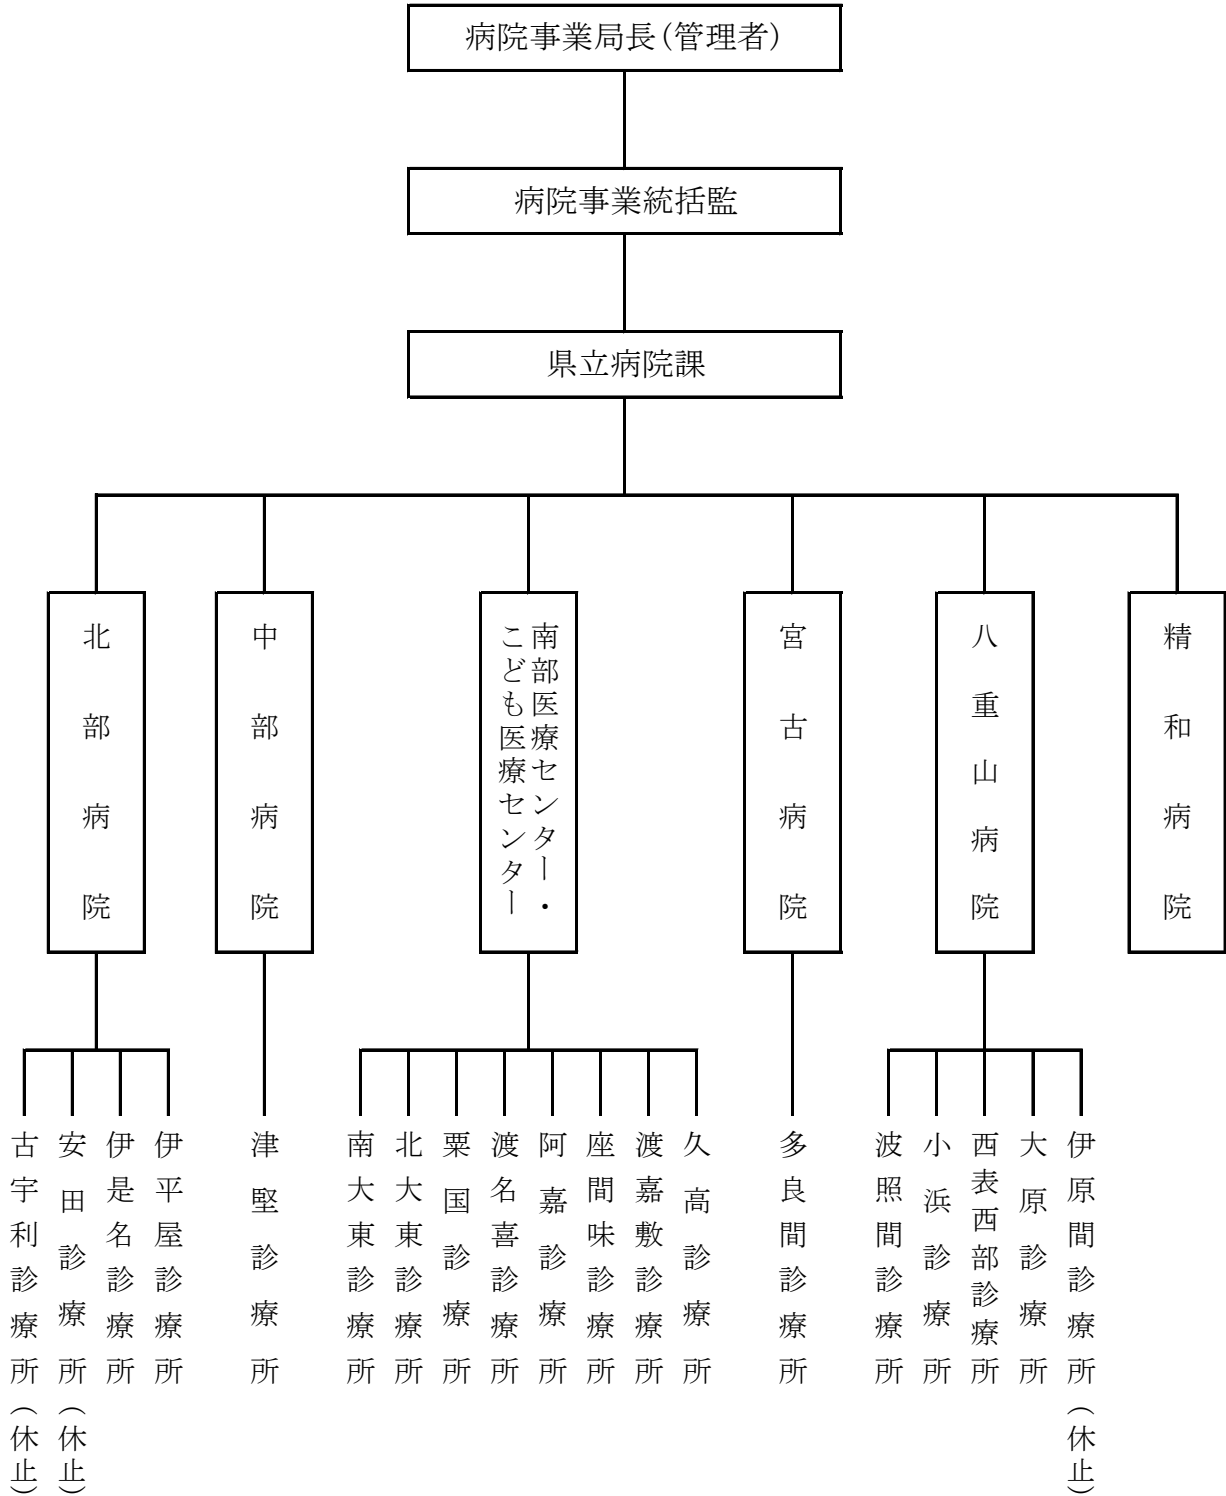 病院事業局長(管理者)
病院事業統括監
県立病院課
北部病院
中部病院
南部医療センター・
こども医療センター
宮古病院
八重山病院
精和病院
古宇利診療所(休止)
安田診療所(休止)
伊是名診療所
伊平屋診療所
津堅診療所
南大東診療所
北大東診療所
粟国診療所
渡名喜診療所
阿嘉診療所
座間味診療所
渡嘉敷診療所
久高診療所
多良間診療所
波照間診療所
小浜診療所
西表西部診療所
大原診療所
伊原間診療所(休止)